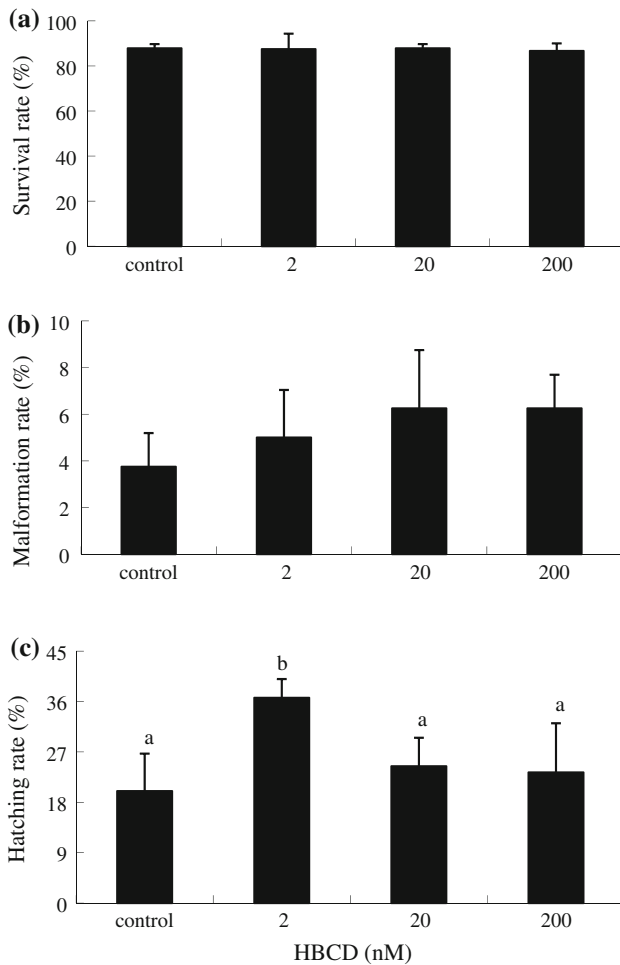 (a)
Survival rate (%)
100
80
60
40
20
0
control 2 20 200
(b)
Malformation rate (%)
10
8
6
4
2
0
control 2 20 200
(c)
Hatching rate (%)
45
36
27
18
9
0
a b a a
control 2 20 200
HBCD (nM)